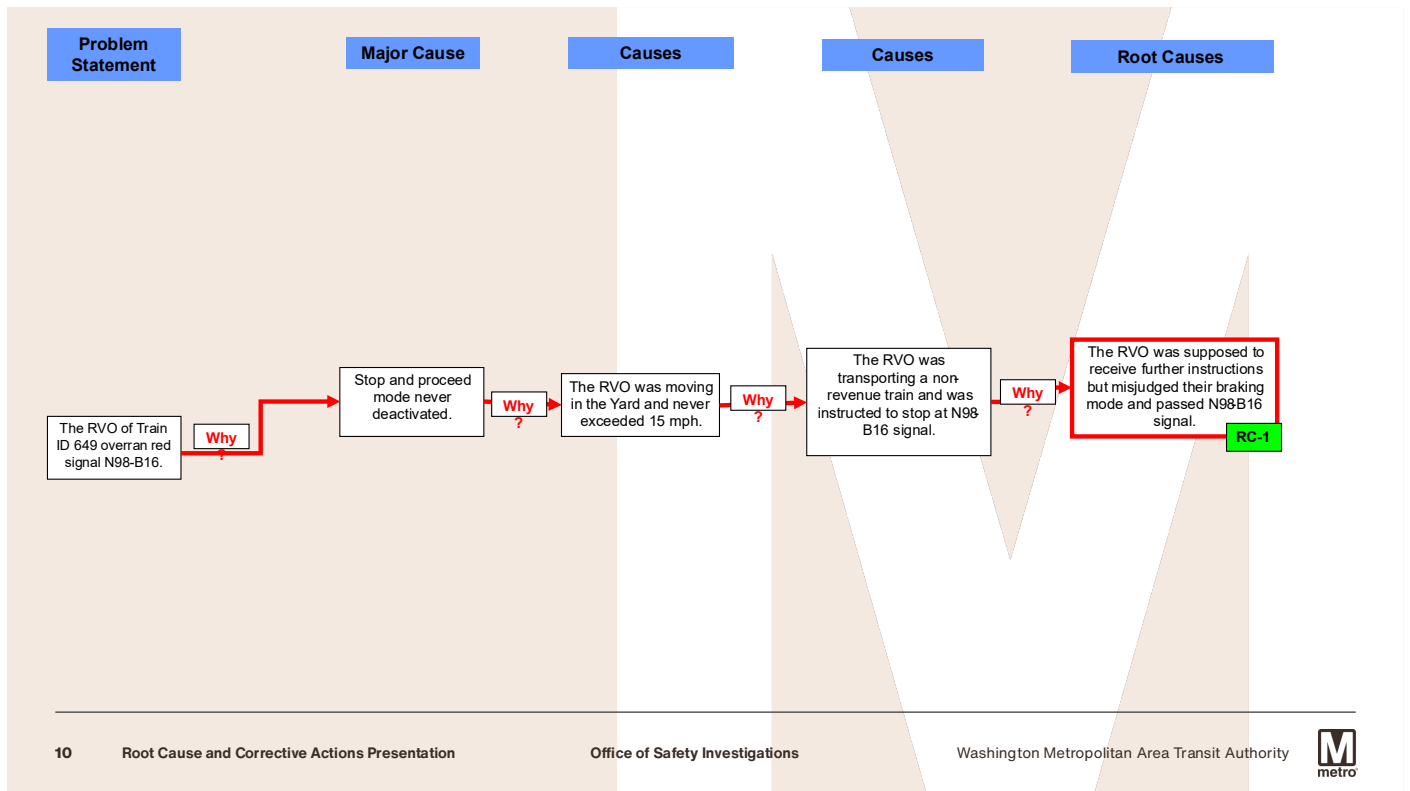 Problem
Statement
Major Cause
Causes
Causes
Root Causes
The RVO of Train
ID 649 overran red
signal N98-B16.
Why
?
Stop and proceed
mode never
deactivated.
Why
?
The RVO was moving
in the Yard and never
exceeded 15 mph.
Why
?
The RVO was
transporting a non-
revenue train and was
instructed to stop at N98-
B16 signal.
Why
?
The RVO was supposed to
receive further instructions
but misjudged their braking
mode and passed N98-B16
signal.
RC-1
10 Root Cause and Corrective Actions Presentation Office of Safety Investigations Washington Metropolitan Area Transit Authority
M
metro